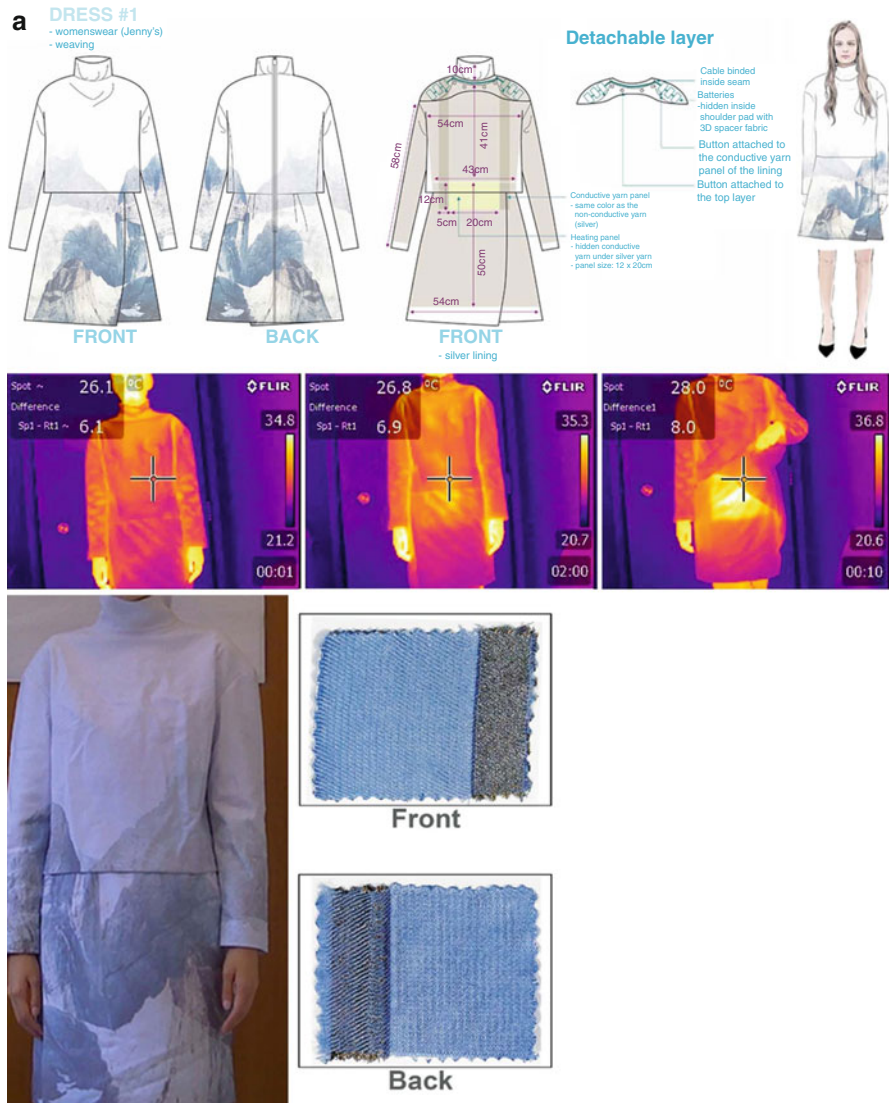 a
DRESS #1
- womenswear (Jenny's)
- weaving
FRONT
BACK
10cm
54cm
41cm
58cm
43cm
12cm
5cm
20cm
50cm
54cm
FRONT
- silver lining
Detachable layer
Cable binded
inside seam
Batteries
-hidden inside
shoulder pad with
3D spacer fabric
Button attached to
the conductive yarn
panel of the lining
Button attached to
the top layer
Conductive yarn panel
- same color as the
non-conductive yarn
(silver)
Heating panel
- hidden conductive
yarn under silver yarn
- panel size: 12 x 20cm
Spot ~ 26.1 ºC
Difference
Sp1 - Rt1 ~ 6.1
FLIR
34.8
21.2
00:01
Spot 26.8 ºC
Difference
Sp1 - Rt1 6.9
FLIR
35.3
20.7
02:00
Spot 28.0 ºC
Difference1
Sp1 - Rt1 8.0
FLIR
36.8
20.6
00:10
Front
Back